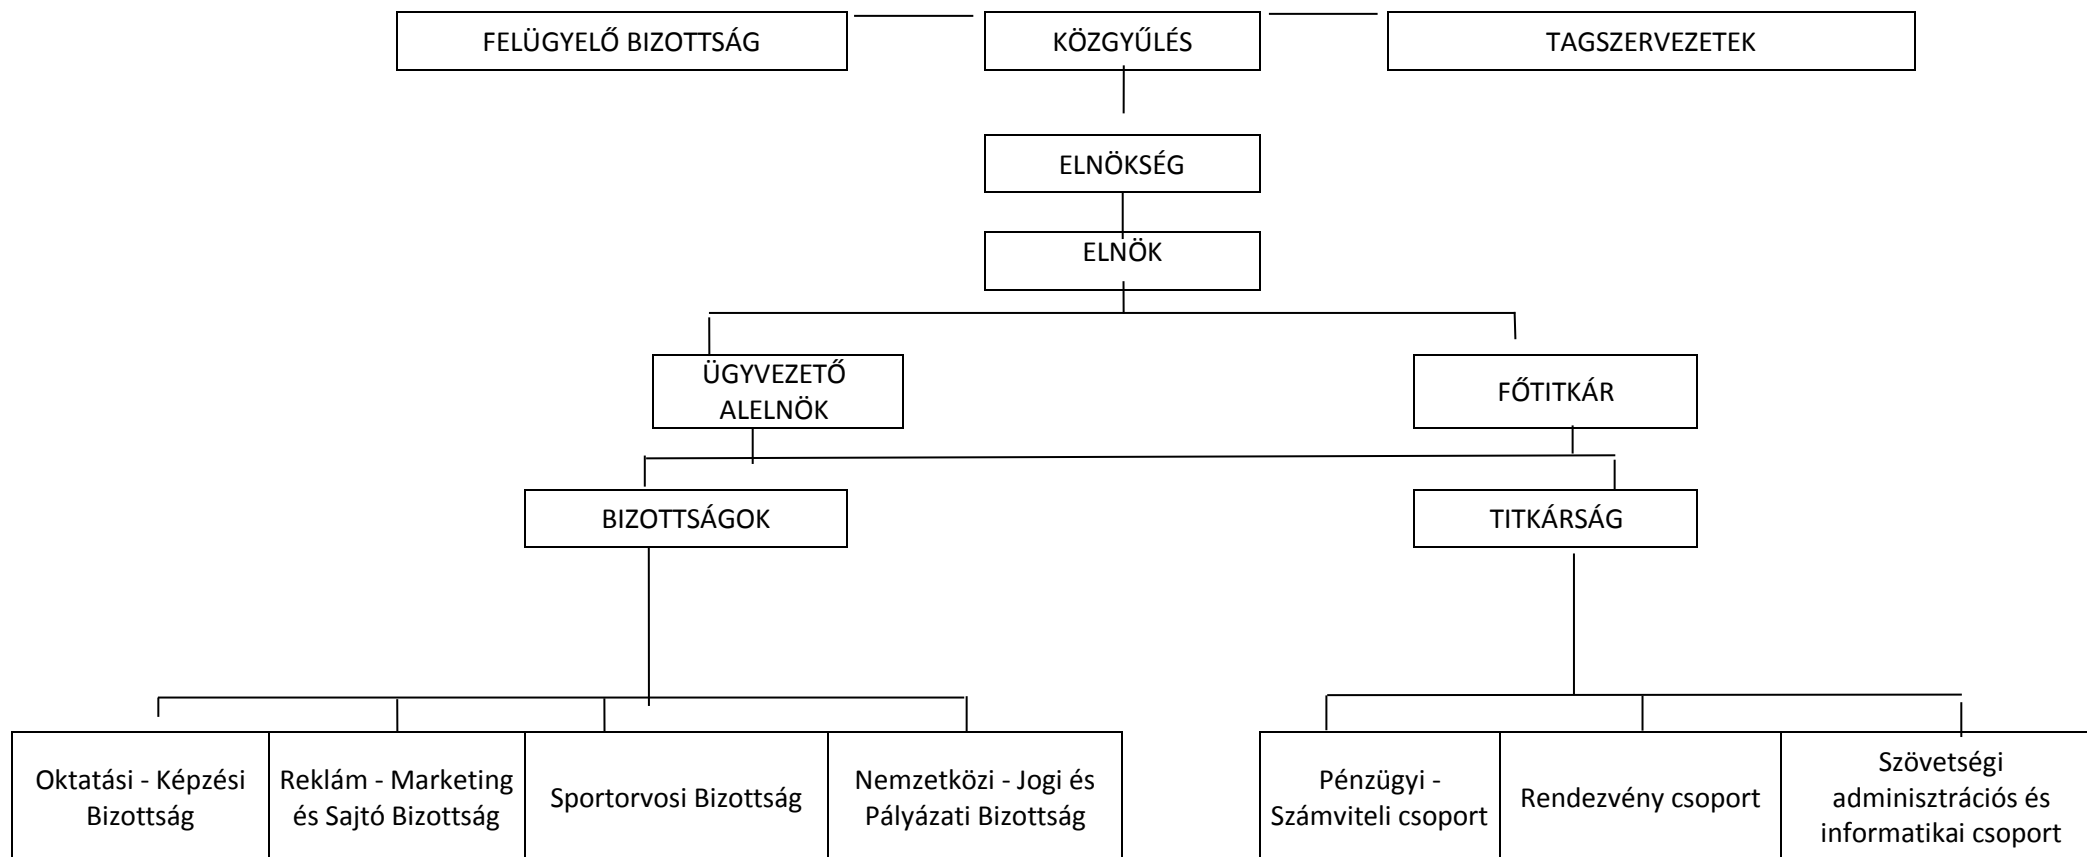 FELÜGYELŐ BIZOTTSÁG
KÖZGYŰLÉS
TAGSZERVEZETEK
ELNÖKSÉG
ELNÖK
ÜGYVEZETŐ
ALELNÖK
FŐTITKÁR
BIZOTTSÁGOK
TITKÁRSÁG
Oktatási - Képzési
Bizottság
Reklám - Marketing
és Sajtó Bizottság
Sportorvosi Bizottság
Nemzetközi - Jogi és
Pályázati Bizottság
Pénzügyi -
Számviteli csoport
Rendezvény csoport
Szövetségi
adminisztrációs és
informatikai csoport